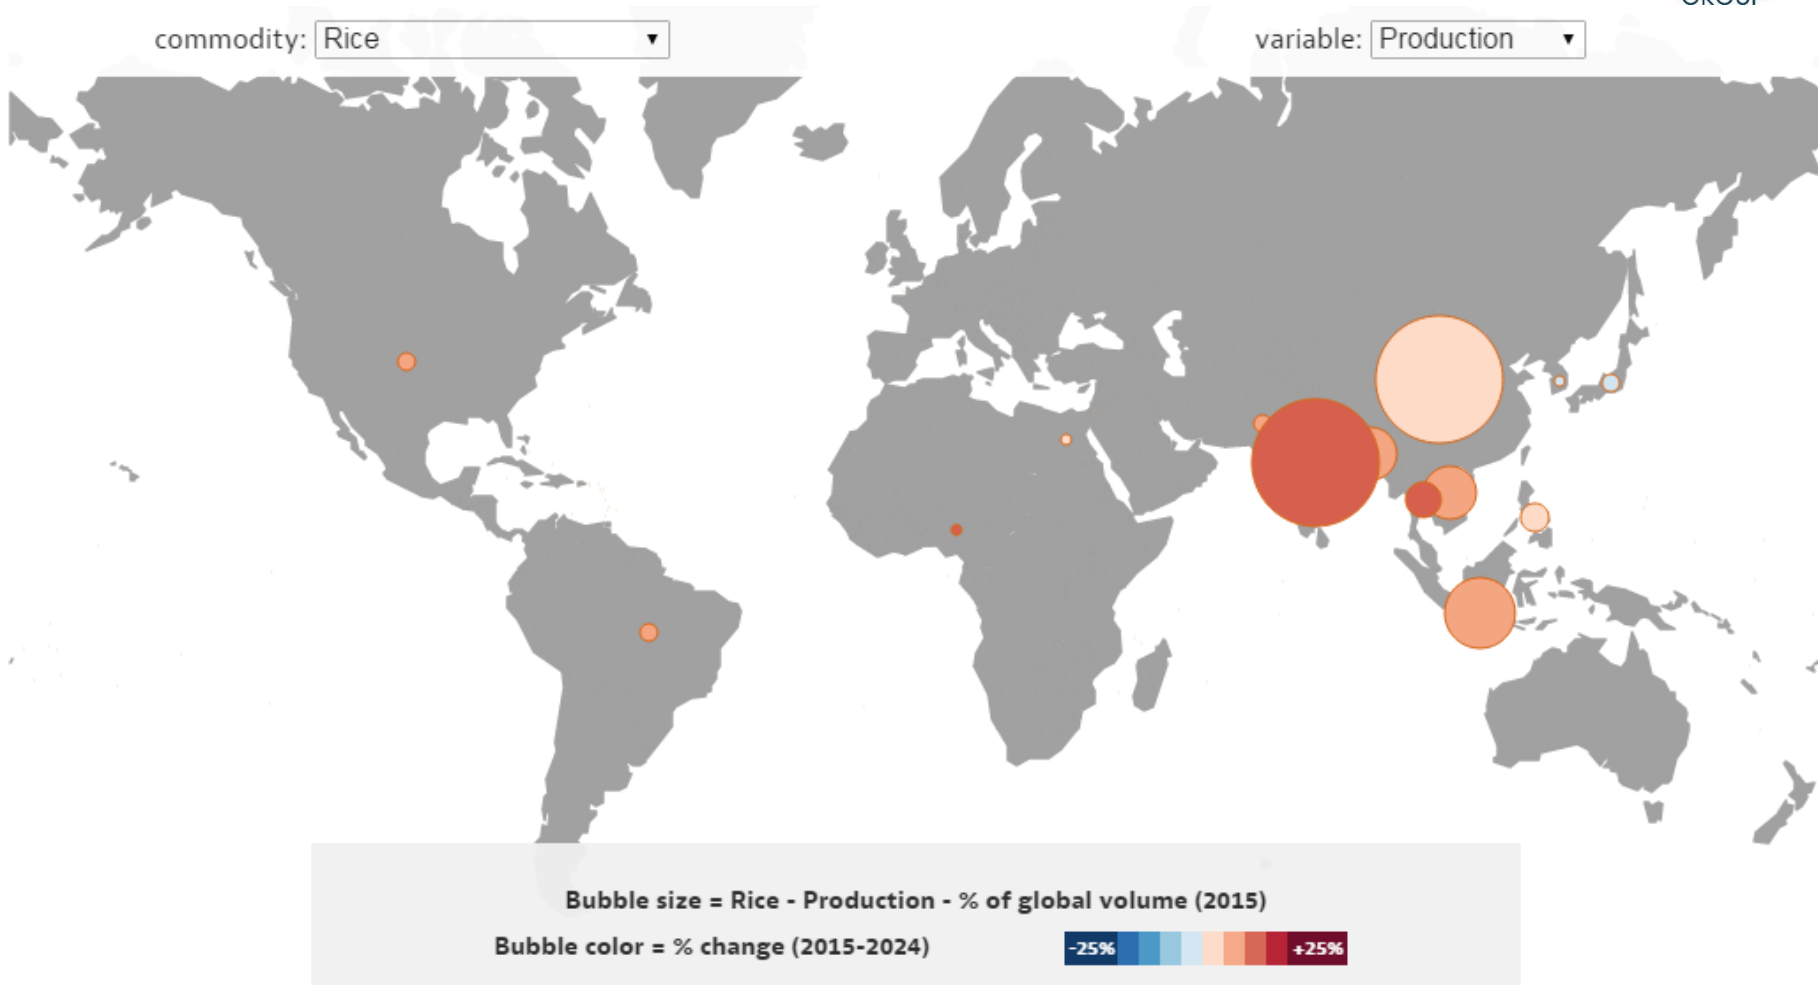 GROUP
commodity: Rice
variable: Production
Bubble size = Rice - Production - % of global volume (2015)
Bubble color = % change (2015-2024)
-25% +25%